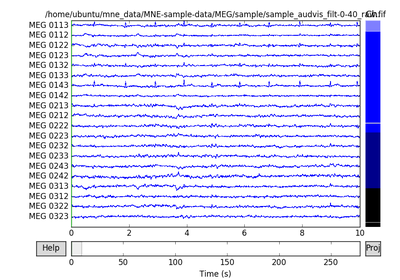 /home/ubuntu/mne_data/MNE-sample-data/MEG/sample/sample_audvis_filt-0-40_raw.fif
MEG 0113
MEG 0112
MEG 0122
MEG 0123
MEG 0132
MEG 0133
MEG 0143
MEG 0142
MEG 0213
MEG 0212
MEG 0222
MEG 0223
MEG 0232
MEG 0233
MEG 0243
MEG 0242
MEG 0313
MEG 0312
MEG 0322
MEG 0323
0 2 4 6 8 10
Help
Proj
50 100 150 200 250
Time (s)